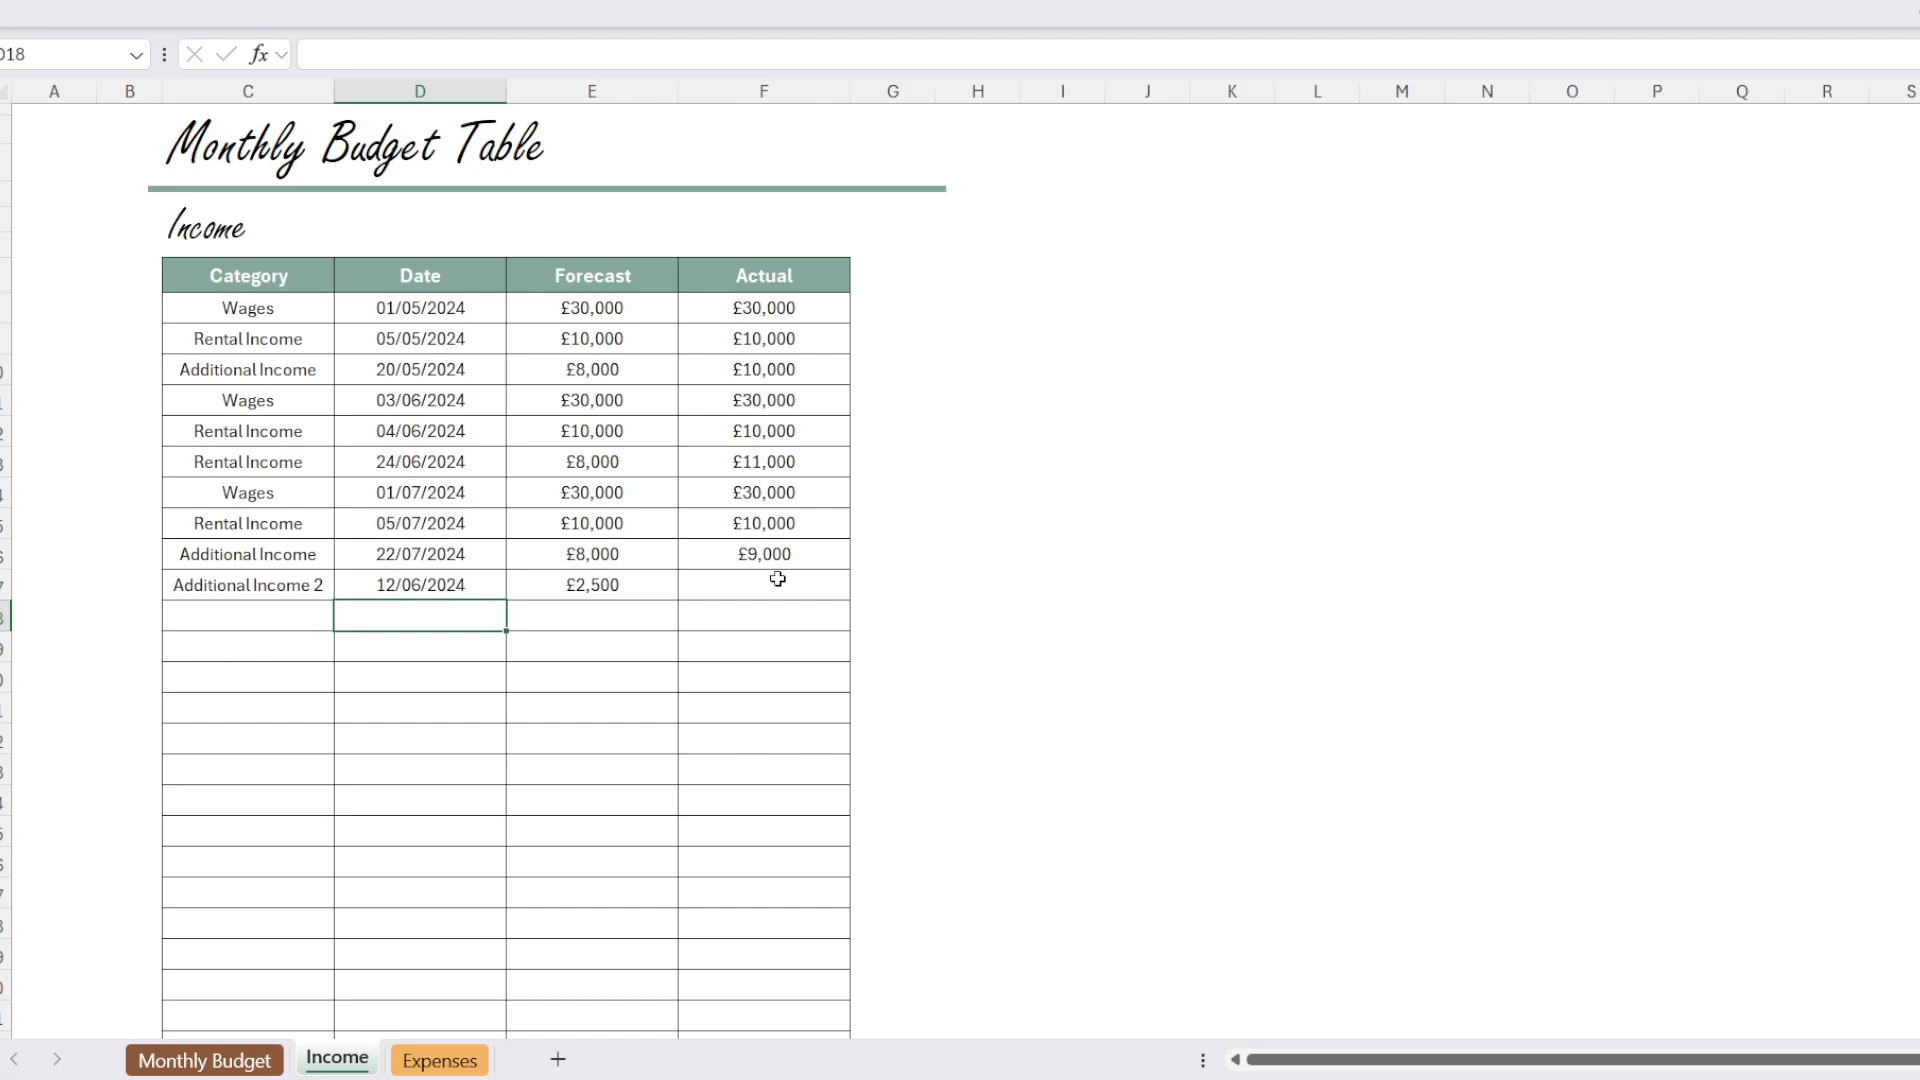 D18
fx
A B C D E F G H I J K L M N O P Q R S
Monthly Budget Table
Income
Category Date Forecast Actual
Wages 01/05/2024 £30,000 £30,000
Rental Income 05/05/2024 £10,000 £10,000
Additional Income 20/05/2024 £8,000 £10,000
Wages 03/06/2024 £30,000 £30,000
Rental Income 04/06/2024 £10,000 £10,000
Rental Income 24/06/2024 £8,000 £11,000
Wages 01/07/2024 £30,000 £30,000
Rental Income 05/07/2024 £10,000 £10,000
Additional Income 22/07/2024 £8,000 £9,000
Additional Income 2 12/06/2024 £2,500
Monthly Budget Income Expenses